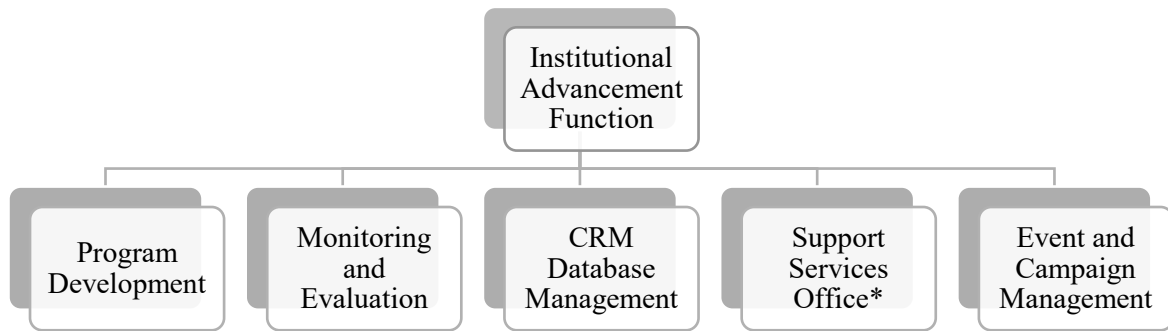 Institutional
Advancement
Function
Program
Development
Monitoring
and
Evaluation
CRM
Database
Management
Support
Services
Office*
Event and
Campaign
Management